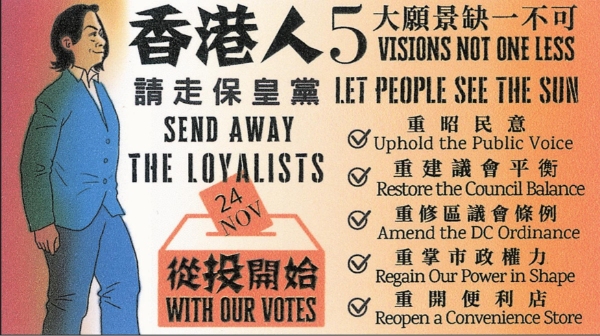 香港人
請走保皇黨
SEND AWAY
THE LOYALISTS
24
NOV
從投開始
WITH OUR VOTES
5大願景缺一不可
VISIONS NOT ONE LESS
LET PEOPLE SEE THE SUN
重昭民意
Uphold the Public Voice
重建議會平衡
Restore the Council Balance
重修區議會條例
Amend the DC Ordinance
重掌市政權力
Regain Our Power in Shape
重開便利店
Reopen a Convenience Store